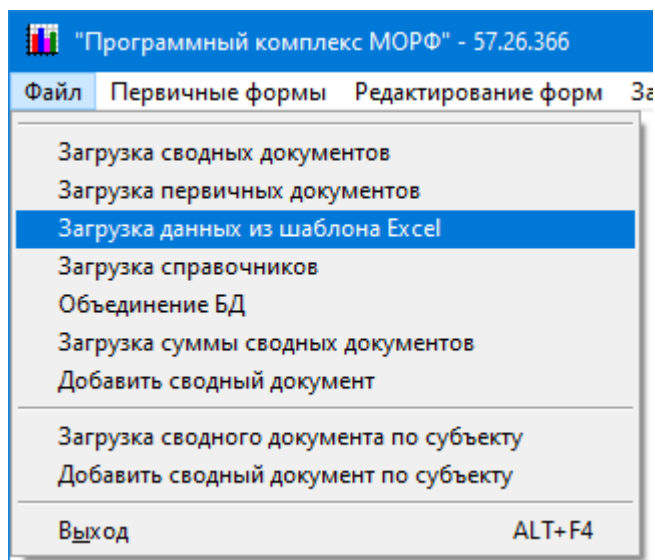 "Программный комплекс МОРФ" - 57.26.366
Файл Первичные формы Редактирование форм За
Загрузка сводных документов
Загрузка первичных документов
Загрузка данных из шаблона Excel
Загрузка справочников
Объединение БД
Загрузка суммы сводных документов
Добавить сводный документ
Загрузка сводного документа по субъекту
Добавить сводный документ по субъекту
Выход ALT+F4